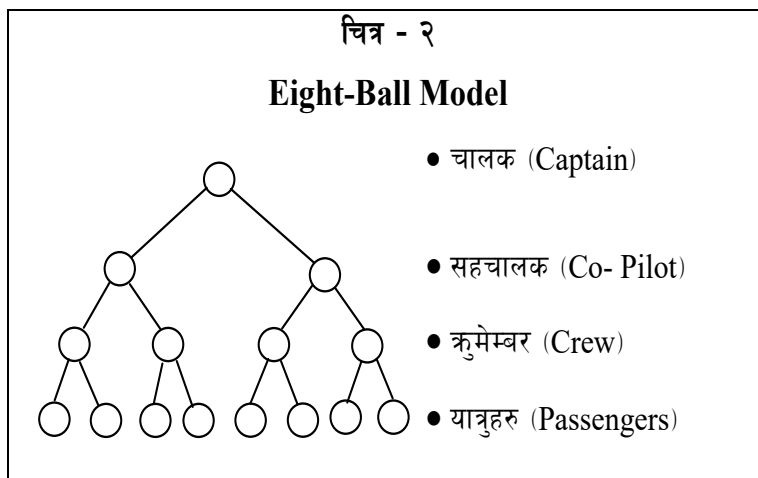 चित्र - २
Eight-Ball Model
● चालक (Captain)
● सहचालक (Co- Pilot)
● क्रुमेम्बर (Crew)
● यात्रुहरु (Passengers)